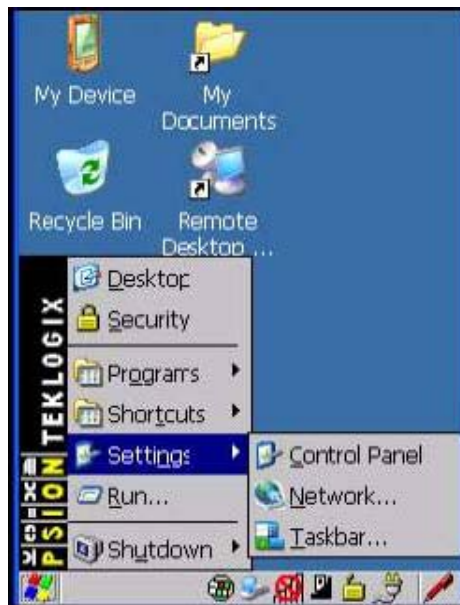 My Device
My
Documents
Recycle Bin
Remote
Desktop ...
Desktop
Security
Programs
Shortcuts
Settings
Run...
Shutdown
Control Panel
Network...
Taskbar...
PSION TEKLOGIX